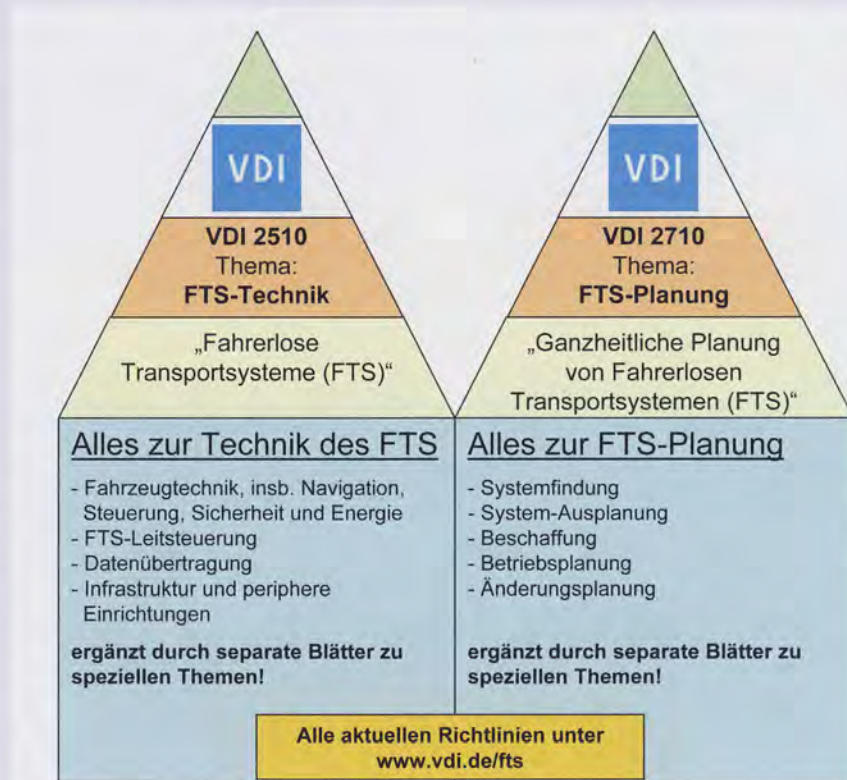 VDI
VDI 2510
Thema:
FTS-Technik
„Fahrerlose
Transportsysteme (FTS)“
VDI
VDI 2710
Thema:
FTS-Planung
„Ganzheitliche Planung
von Fahrerlosen
Transportsystemen (FTS)“
Alles zur Technik des FTS
- Fahrzeugtechnik, insb. Navigation,
Steuerung, Sicherheit und Energie
- FTS-Leitsteuerung
- Datenübertragung
- Infrastruktur und periphere
Einrichtungen
ergänzt durch separate Blätter zu
speziellen Themen!
Alles zur FTS-Planung
- Systemfindung
- System-Ausplanung
- Beschaffung
- Betriebsplanung
- Änderungsplanung
ergänzt durch separate Blätter zu
speziellen Themen!
Alle aktuellen Richtlinien unter
www.vdi.de/fts